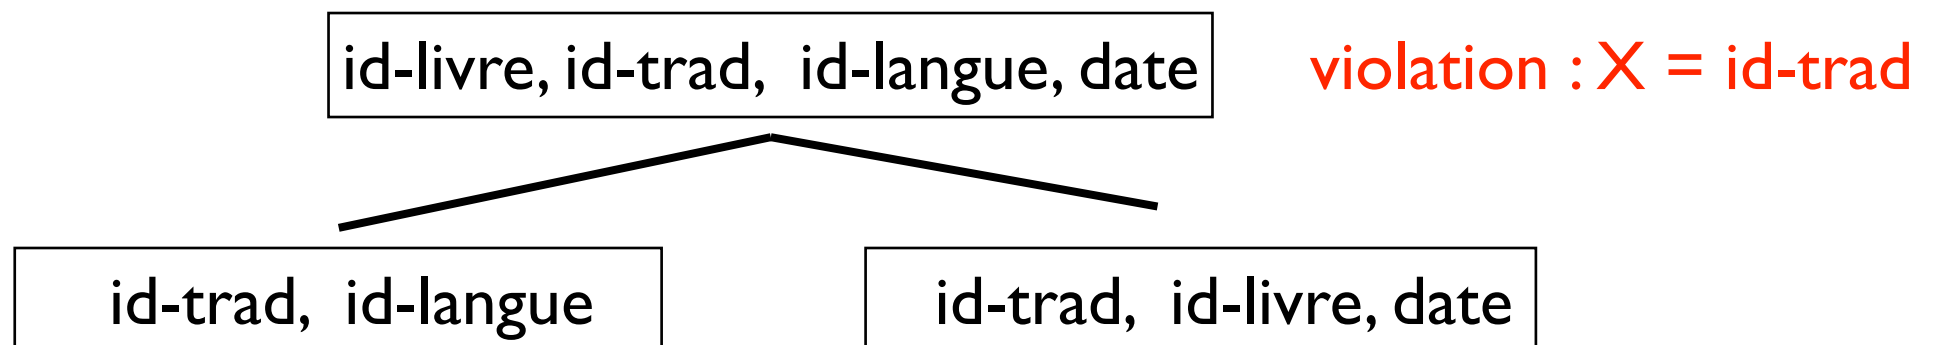 id-livre, id-trad, id-langue, date
violation : X = id-trad
id-trad, id-langue
id-trad, id-livre, date